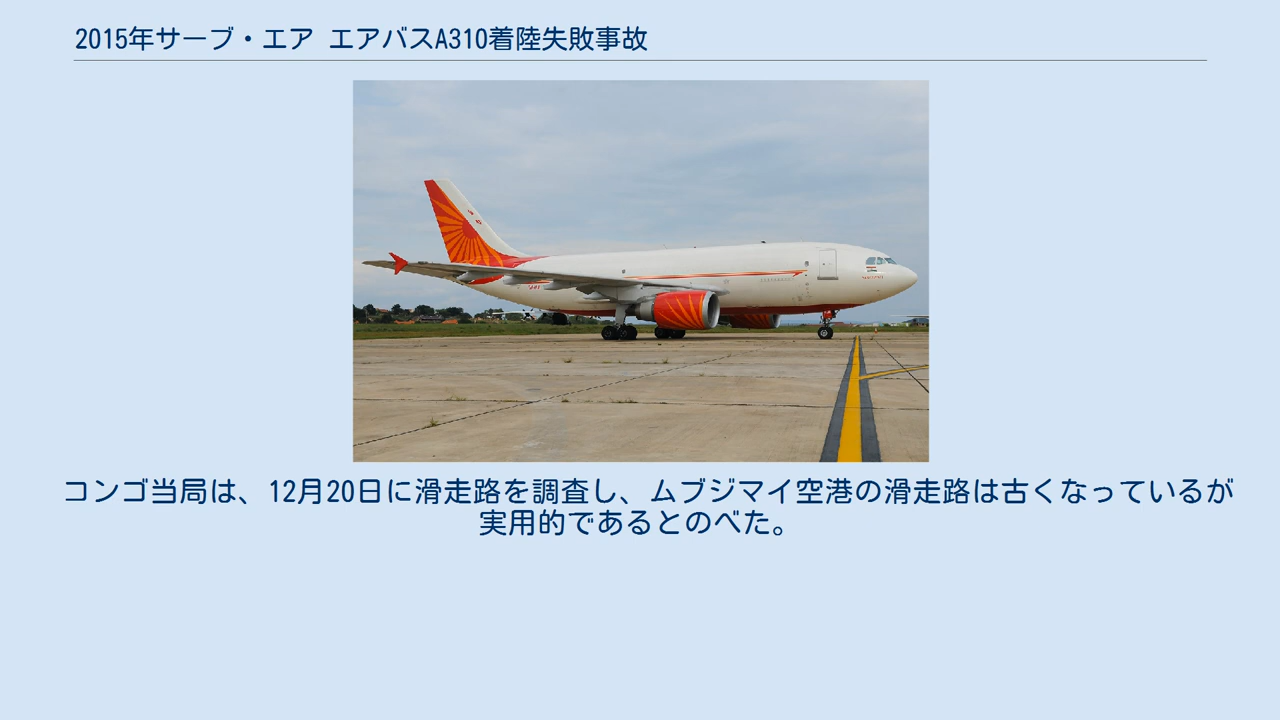 2015年サーブ・エア エアバスA310着陸失敗事故
コンゴ当局は、12月20日に滑走路を調査し、ムブジマイ空港の滑走路は古くなっているが
実用的であるとのべた。